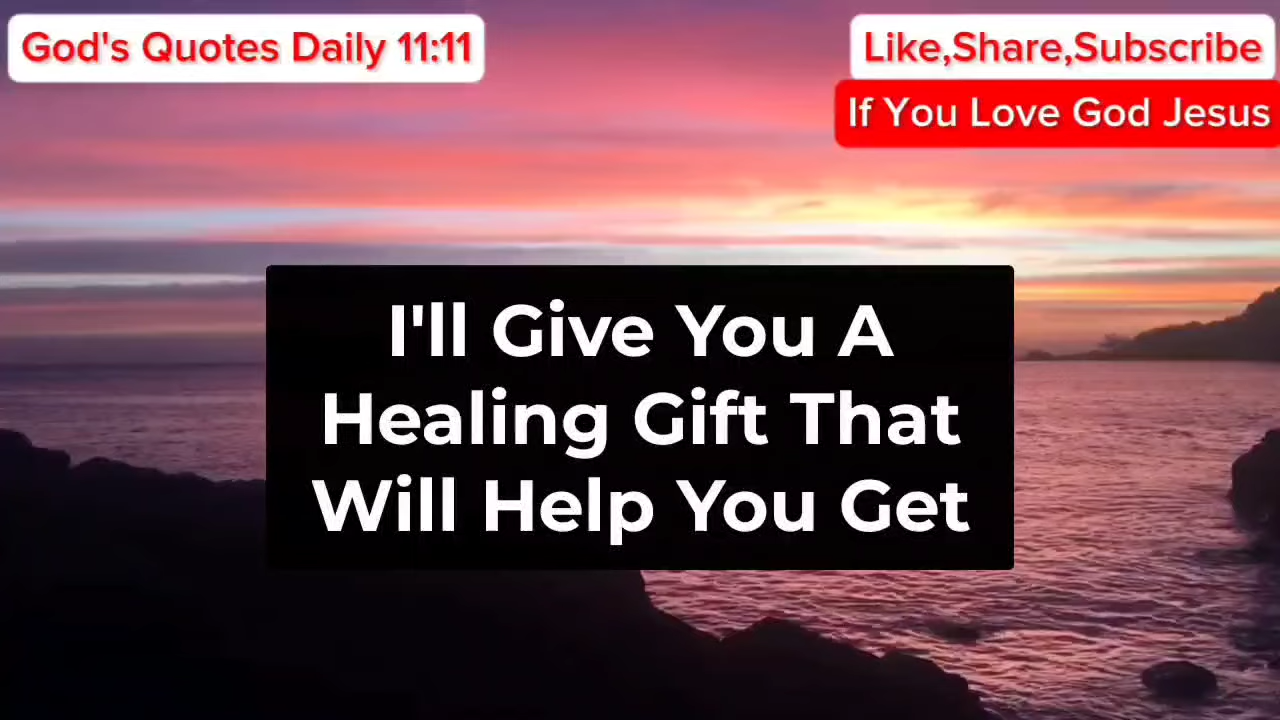 God's Quotes Daily 11:11
Like,Share,Subscribe
If You Love God Jesus
I'll Give You A
Healing Gift That
Will Help You Get